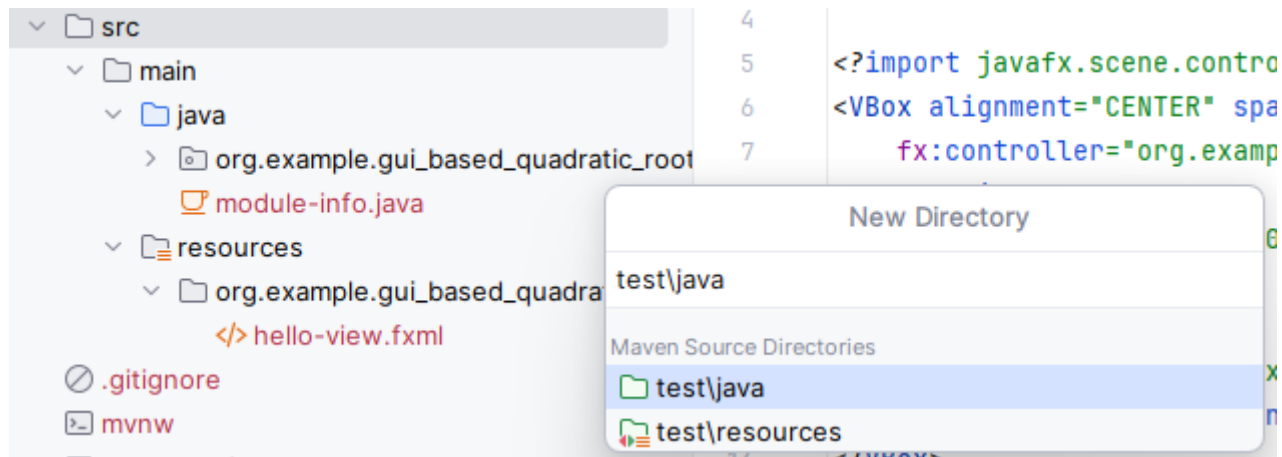 src
main
java
org.example.gui_based_quadratic_root
module-info.java
resources
org.example.gui_based_quadra
hello-view.fxml
.gitignore
mvnw
4
5 <?import javafx.scene.contro
6 <VBox alignment="CENTER" spa
7 fx:controller="org.examp
New Directory
test\java
Maven Source Directories
test\java
test\resources